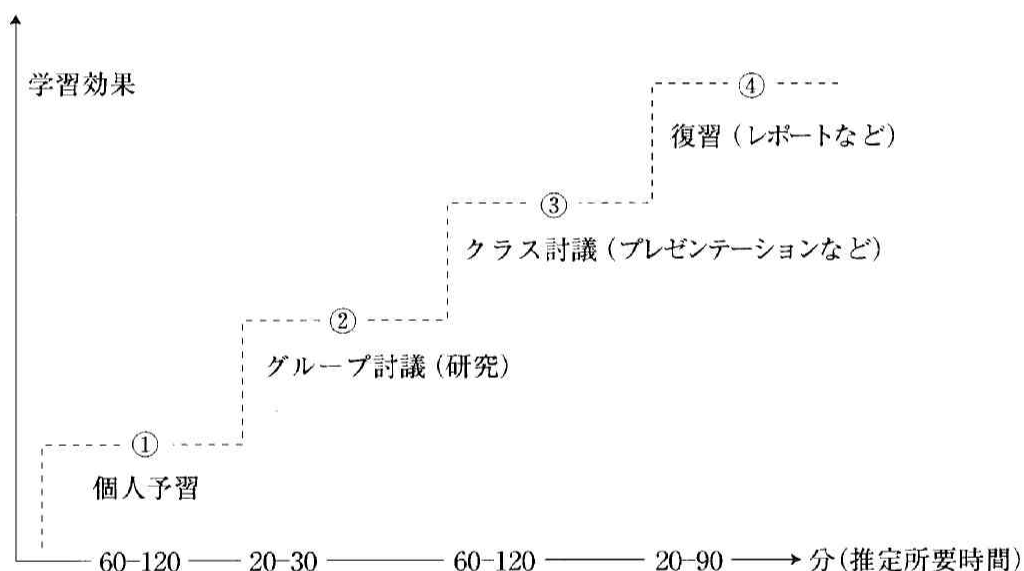 学習効果
④
復習(レポートなど)
③
クラス討議(プレゼンテーションなど)
②
グループ討議(研究)
①
個人予習
60-120 20-30 60-120 20-90 分(推定所要時間)